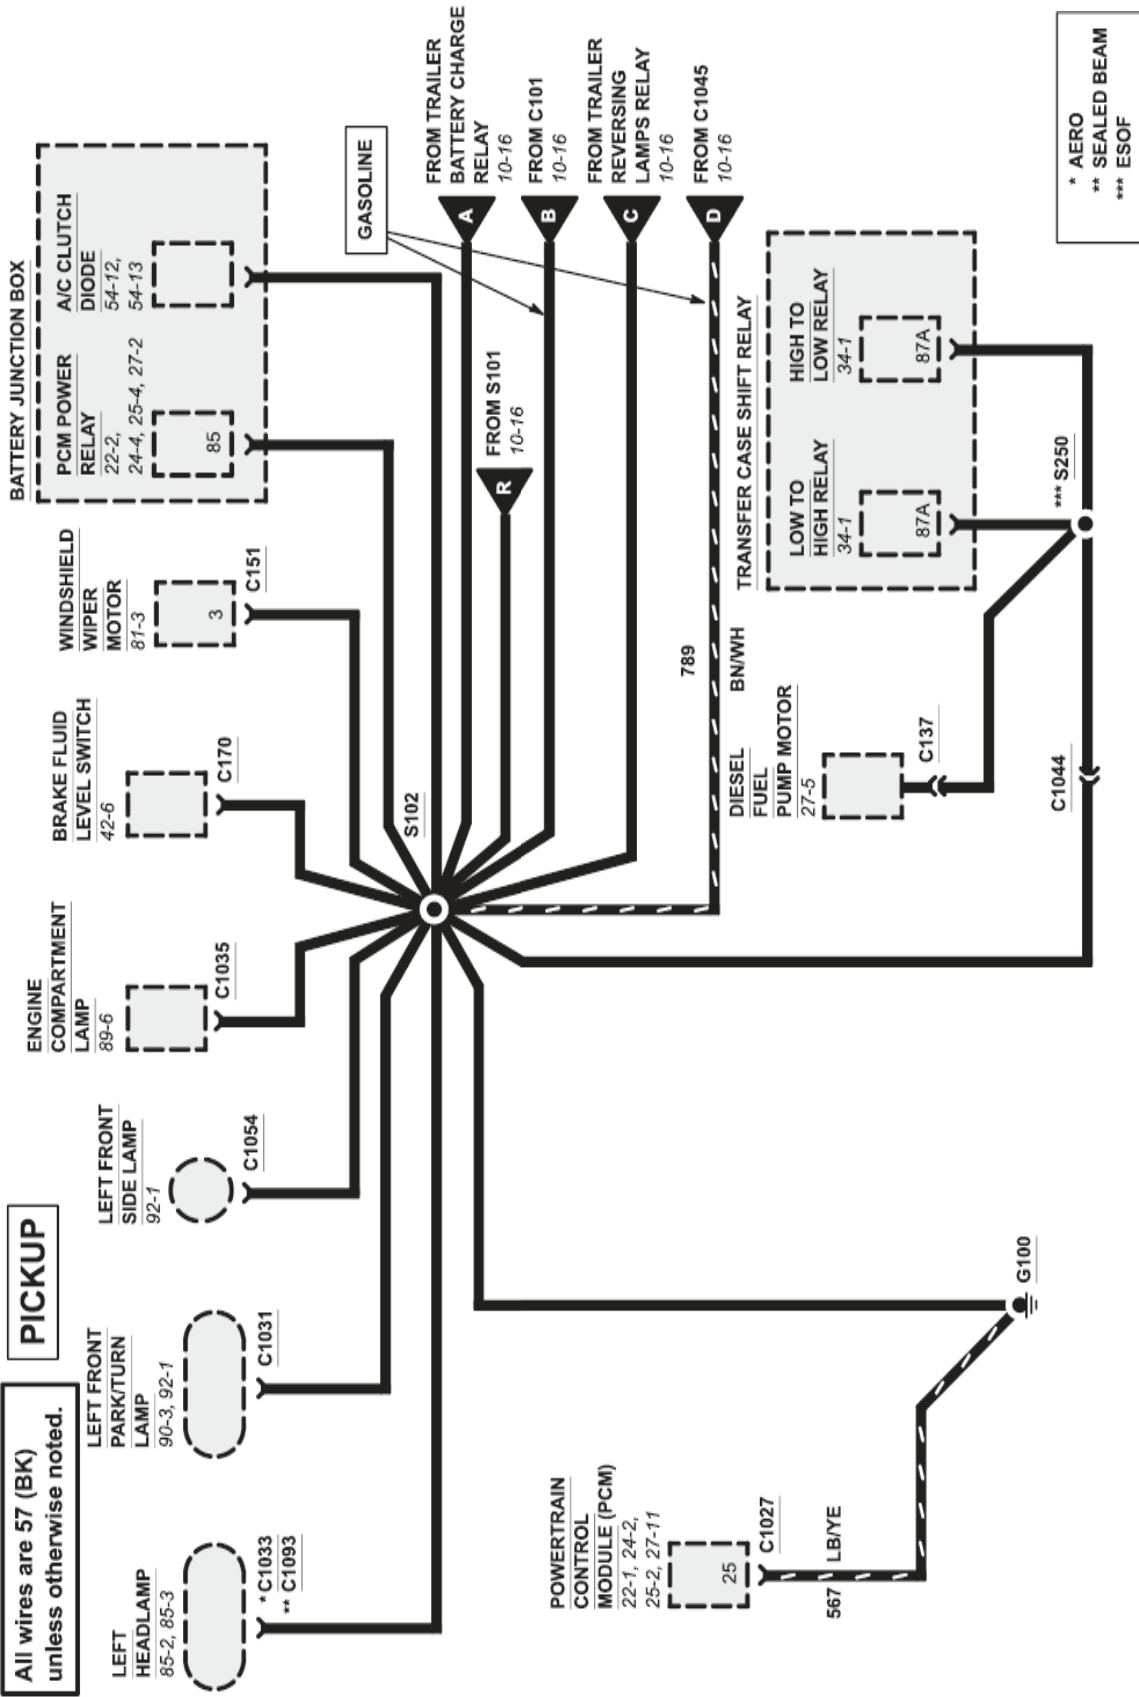 All wires are 57 (BK)
unless otherwise noted.
PICKUP
LEFT
HEADLAMP
85-2, 85-3
* C1033
** C1093
LEFT FRONT
PARK/TURN
LAMP
90-3, 92-1
C1031
LEFT FRONT
SIDE LAMP
92-1
C1054
ENGINE
COMPARTMENT
LAMP
89-6
C1035
BRAKE FLUID
LEVEL SWITCH
42-6
C170
WINDSHIELD
WIPER
MOTOR
81-3
3
C151
BATTERY JUNCTION BOX
PCM POWER
RELAY
22-2,
24-4, 25-4, 27-2
85
A/C CLUTCH
DIODE
54-12,
54-13
S102
GASOLINE
FROM TRAILER
BATTERY CHARGE
RELAY
10-16
A
FROM S101
10-16
R
FROM C101
10-16
B
FROM TRAILER
REVERSING
LAMPS RELAY
10-16
C
FROM C1045
10-16
D
789
BN/WH
POWERTRAIN
CONTROL
MODULE (PCM)
22-1, 24-2,
25-2, 27-11
25
C1027
567
LB/YE
G100
DIESEL
FUEL
PUMP MOTOR
27-5
C137
TRANSFER CASE SHIFT RELAY
LOW TO
HIGH RELAY
34-1
87A
HIGH TO
LOW RELAY
34-1
87A
*** S250
C1044
* AERO
** SEALED BEAM
*** ESOF